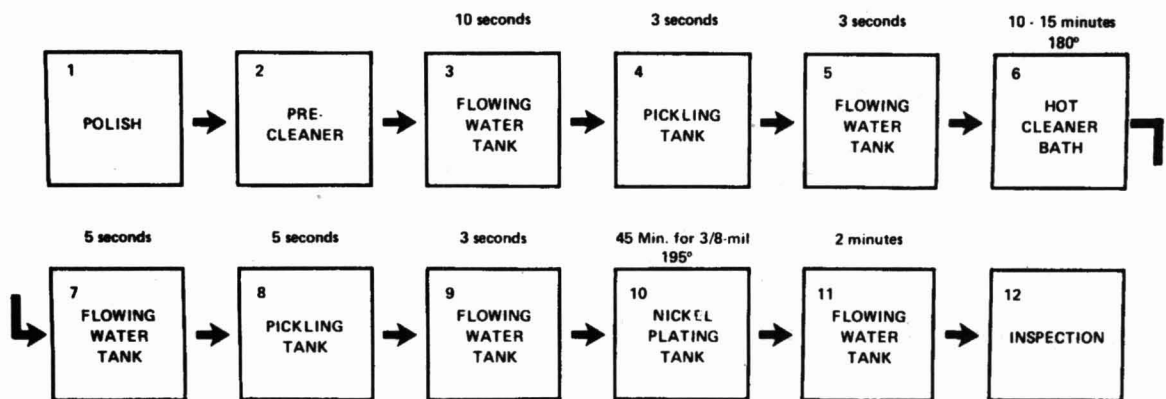 10 seconds
3 seconds
3 seconds
10 - 15 minutes
180°
1
POLISH
2
PRE-
CLEANER
3
FLOWING
WATER
TANK
4
PICKLING
TANK
5
FLOWING
WATER
TANK
6
HOT
CLEANER
BATH
5 seconds
5 seconds
3 seconds
45 Min. for 3/8-mil
195°
2 minutes
7
FLOWING
WATER
TANK
8
PICKLING
TANK
9
FLOWING
WATER
TANK
10
NICKEL
PLATING
TANK
11
FLOWING
WATER
TANK
12
INSPECTION